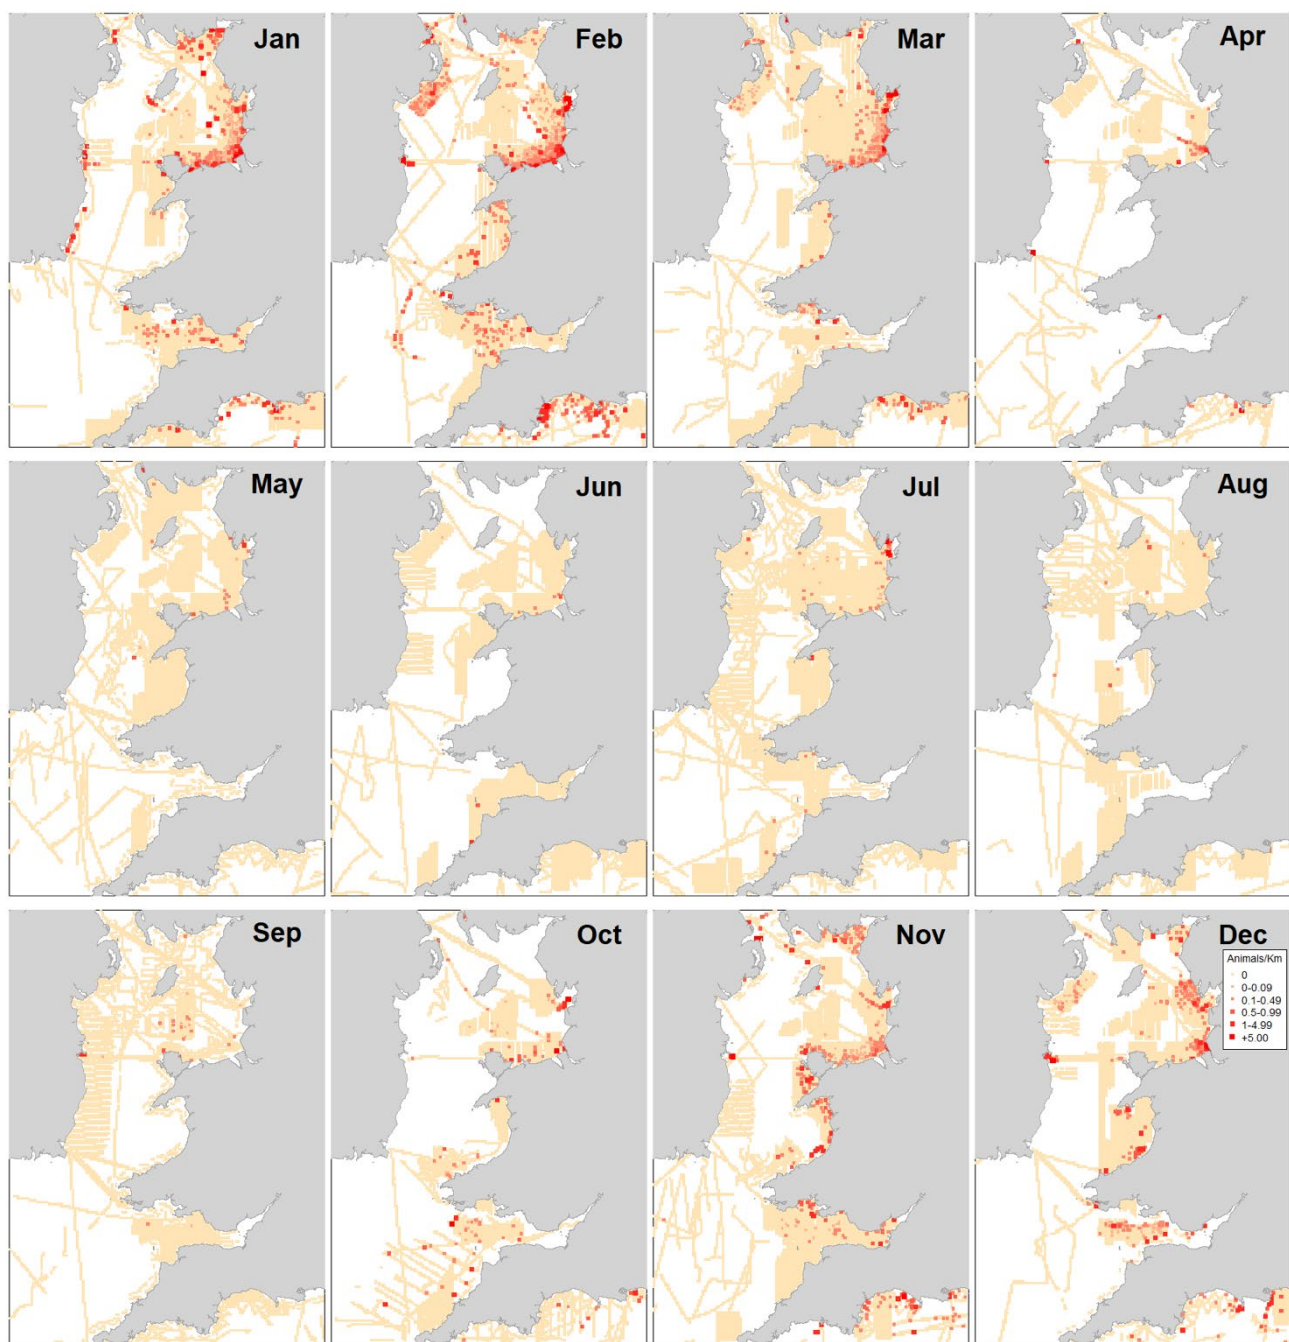 Jan
Feb
Mar
Apr
May
Jun
Jul
Aug
Sep
Oct
Nov
Dec
Animals/Km
0
0-0.09
0.1-0.49
0.5-0.99
1-4.99
+5.00